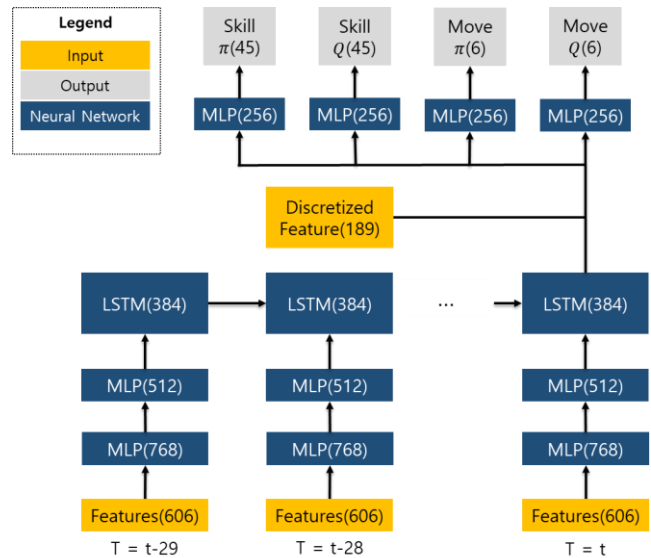 Legend
Input
Output
Neural Network
Skill
π(45)
Skill
Q(45)
Move
π(6)
Move
Q(6)
MLP(256)
MLP(256)
MLP(256)
MLP(256)
Discretized
Feature(189)
LSTM(384)
LSTM(384)
...
LSTM(384)
MLP(512)
MLP(512)
MLP(512)
MLP(768)
MLP(768)
MLP(768)
Features(606)
Features(606)
Features(606)
T = t-29
T = t-28
T = t